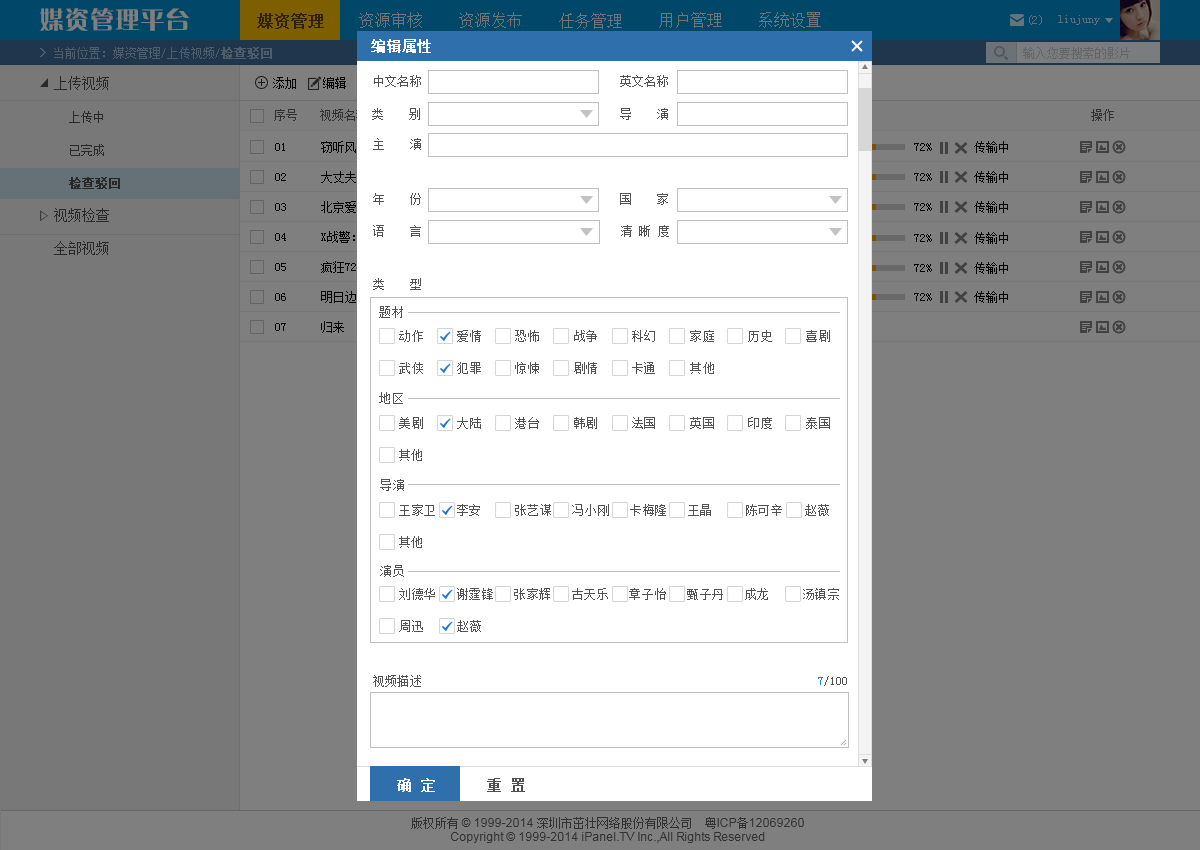 媒资管理平台 媒资管理 资源审核 资源发布 任务管理 用户管理 系统设置 (2) liujuny
当前位置: 媒资管理/上传视频/检查驳回 输入您要搜索的影片
编辑属性
上传视频
上传中
已完成
检查驳回
视频检查
全部视频
添加 编辑
序号 视频名 操作
01 窃听风 72% 传输中
02 大丈夫 72% 传输中
03 北京爱 72% 传输中
04 X战警: 72% 传输中
05 疯狂72 72% 传输中
06 明日边 72% 传输中
07 归来
中文名称 英文名称
类 别 导 演
主 演
年 份 国 家
语 言 清 晰 度
类 型
题材
动作 爱情 恐怖 战争 科幻 家庭 历史 喜剧
武侠 犯罪 惊悚 剧情 卡通 其他
地区
美剧 大陆 港台 韩剧 法国 英国 印度 泰国
其他
导演
王家卫 李安 张艺谋 冯小刚 卡梅隆 王晶 陈可辛 赵薇
其他
演员
刘德华 谢霆锋 张家辉 古天乐 章子怡 甄子丹 成龙 汤镇宗
周迅 赵薇
视频描述 7/100
确 定 重 置
版权所有 © 1999-2014 深圳市茁壮网络股份有限公司 粤ICP备12069260
Copyright © 1999-2014 iPanel.TV Inc.,All Rights Reserved